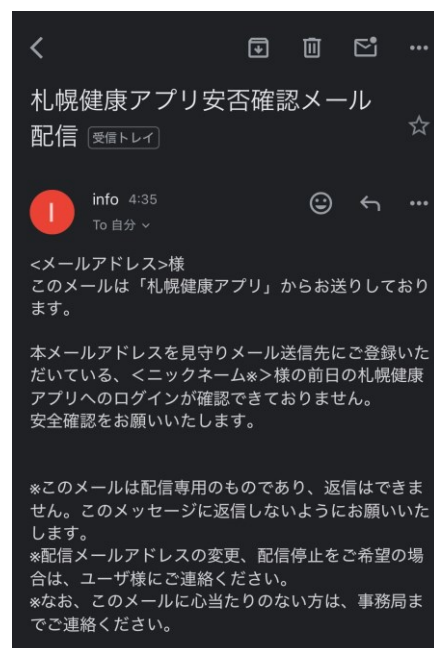 札幌健康アプリ安否確認メール
配信 受信トレイ
info 4:35
To 自分
<メールアドレス>様
このメールは「札幌健康アプリ」からお送りしており
ます。
本メールアドレスを見守りメール送信先にご登録いた
だいている、<ニックネーム※>様の前日の札幌健康
アプリへのログインが確認できておりません。
安全確認をお願いいたします。
※このメールは配信専用のものであり、返信はできま
せん。このメッセージに返信しないようにお願いいた
します。
※配信メールアドレスの変更、配信停止をご希望の場
合は、ユーザ様にご連絡ください。
※なお、このメールに心当たりのない方は、事務局ま
でご連絡ください。